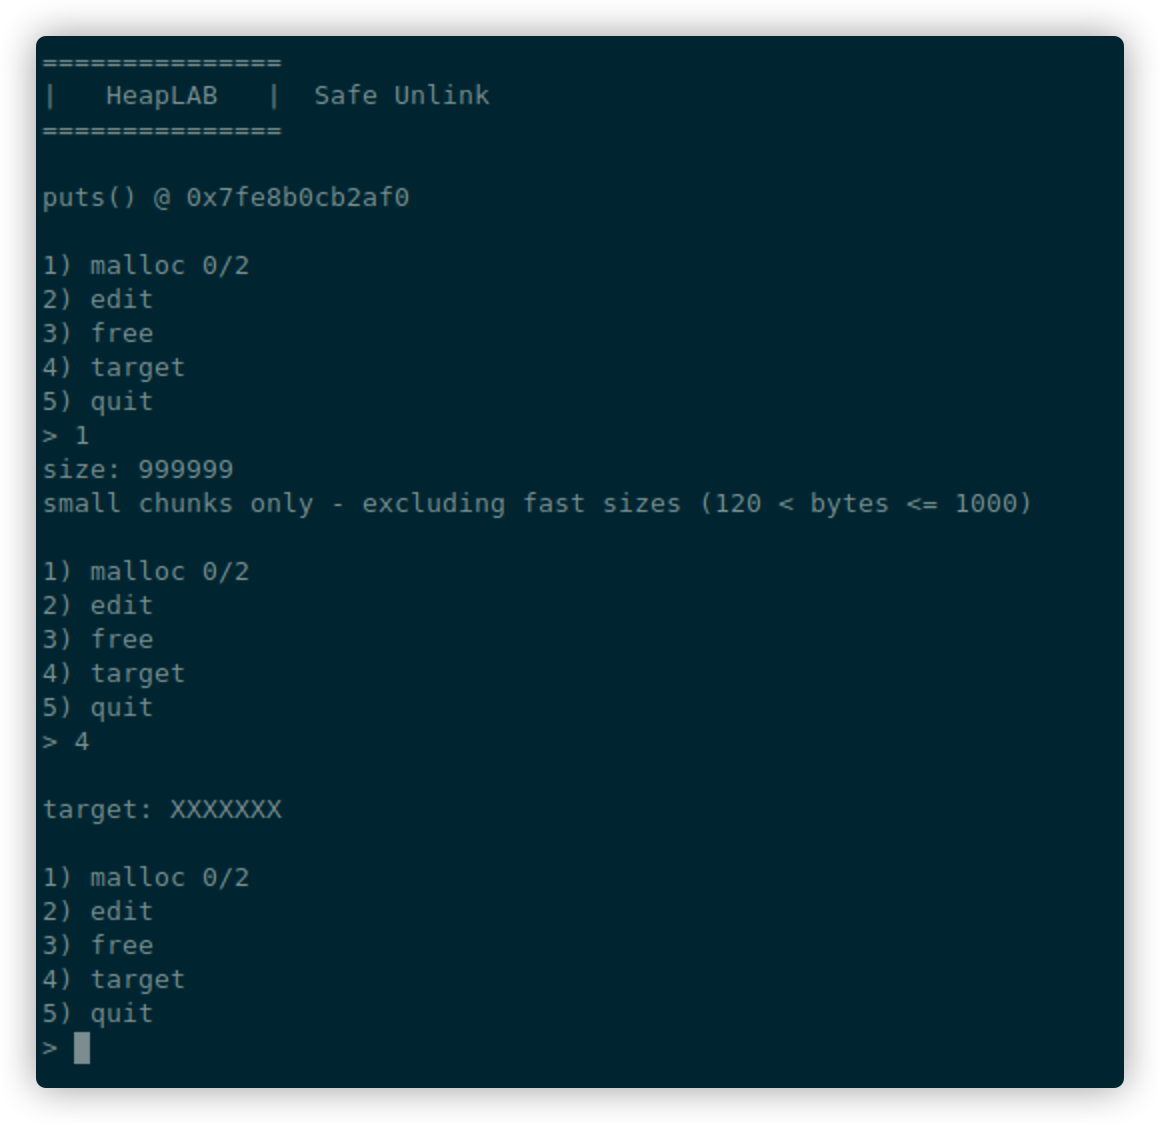 ===============
|   HeapLAB   |  Safe Unlink
===============
puts() @ 0x7fe8b0cb2af0
1) malloc 0/2
2) edit
3) free
4) target
5) quit
> 1
size: 999999
small chunks only - excluding fast sizes (120 < bytes <= 1000)
1) malloc 0/2
2) edit
3) free
4) target
5) quit
> 4
target: XXXXXXX
1) malloc 0/2
2) edit
3) free
4) target
5) quit
>